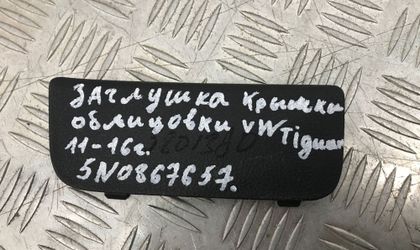 ЗАГЛУШКА Крышки
облицовки VW Tiguan
11-16г.
5N0867657.